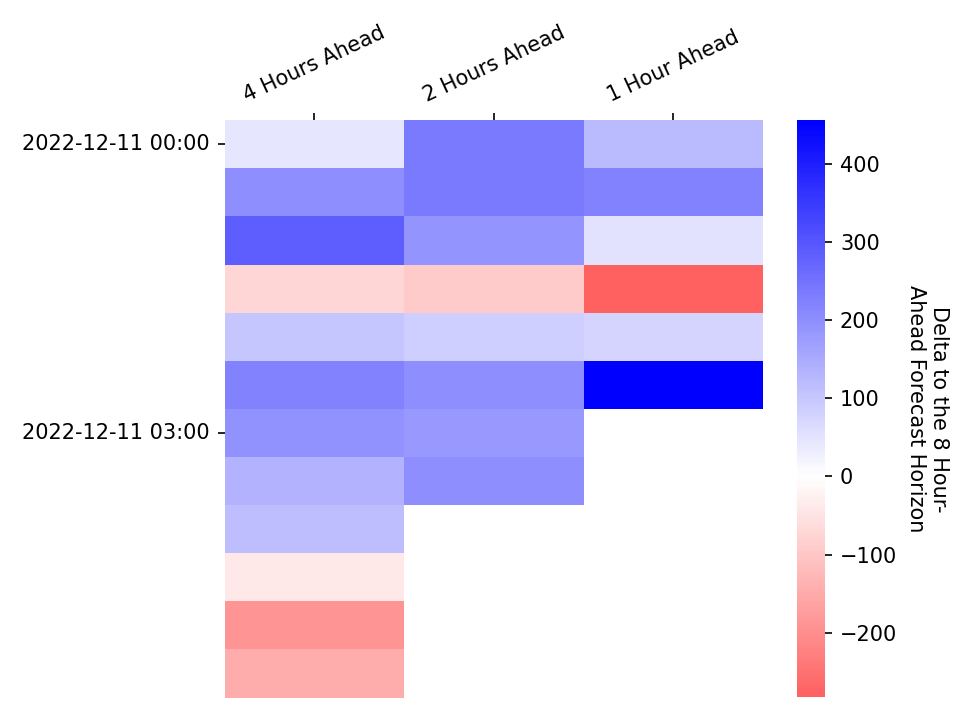 4 Hours Ahead
2 Hours Ahead
1 Hour Ahead
2022-12-11 00:00
2022-12-11 03:00
400
300
200
100
0
−100
−200
Delta to the 8 Hour-
Ahead Forecast Horizon